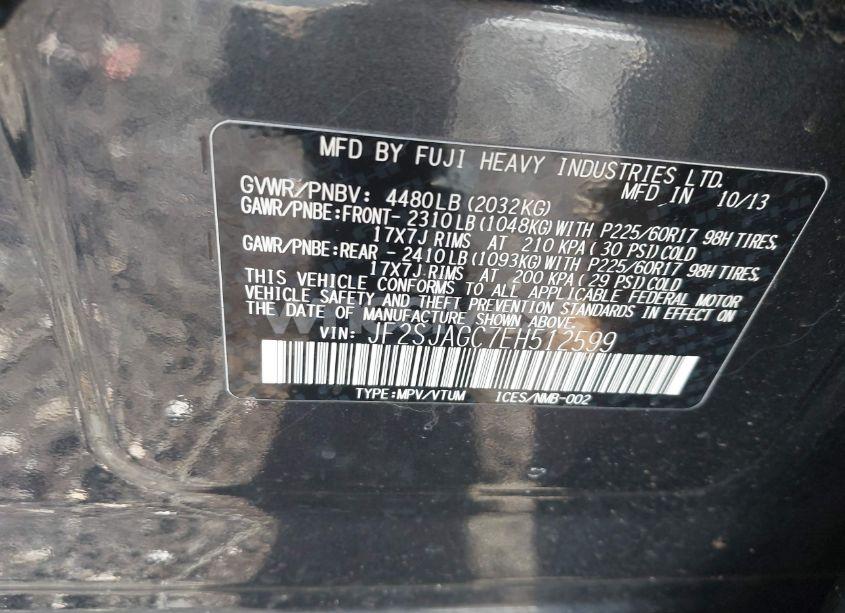 MFD BY FUJI HEAVY INDUSTRIES LTD.
MFD IN 10/13
GVWR/PNBV: 4480LB (2032KG)
GAWR/PNBE:FRONT- 2310LB (1048KG) WITH P225/60R17 98H TIRES,
17X7J RIMS AT 210 KPA ( 30 PSI) COLD
GAWR/PNBE:REAR - 2410LB (1093KG) WITH P225/60R17 98H TIRES,
17X7J RIMS AT 200 KPA ( 29 PSI) COLD
THIS VEHICLE CONFORMS TO ALL APPLICABLE FEDERAL MOTOR
VEHICLE SAFETY AND THEFT PREVENTION STANDARDS IN EFFECT ON
THE DATE OF MANUFACTURE SHOWN ABOVE.
VIN: JF2SJAGC7EH512599
TYPE:MPV/VTUM ICES/NMB-002